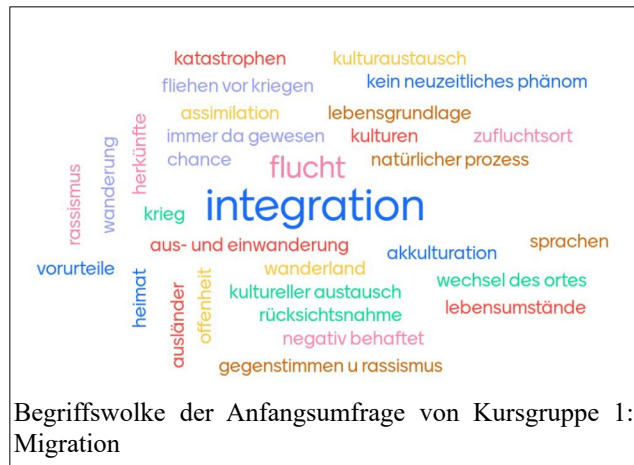 katastrophen kulturaustausch
fliehen vor kriegen kein neuzeitliches phänom
assimilation lebensgrundlage
immer da gewesen kulturen zufluchtsort
chance flucht natürlicher prozess
rassismus
wanderung
herkünfte
integration
krieg
aus- und einwanderung akkulturation sprachen
vorurteile
heimat
ausländer
offenheit
wanderland
kultureller austausch wechsel des ortes
rücksichtsnahme lebensumstände
negativ behaftet
gegenstimmen u rassismus
Begriffswolke der Anfangsumfrage von Kursgruppe 1:
Migration